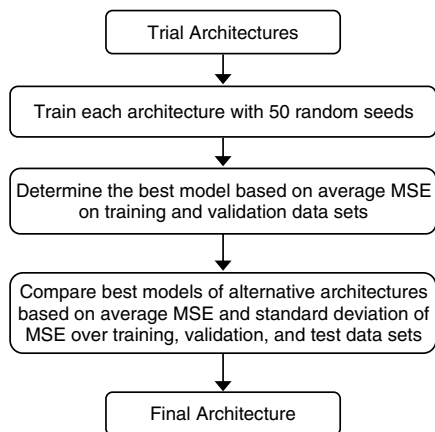 Trial Architectures
Train each architecture with 50 random seeds
Determine the best model based on average MSE
on training and validation data sets
Compare best models of alternative architectures
based on average MSE and standard deviation of
MSE over training, validation, and test data sets
Final Architecture